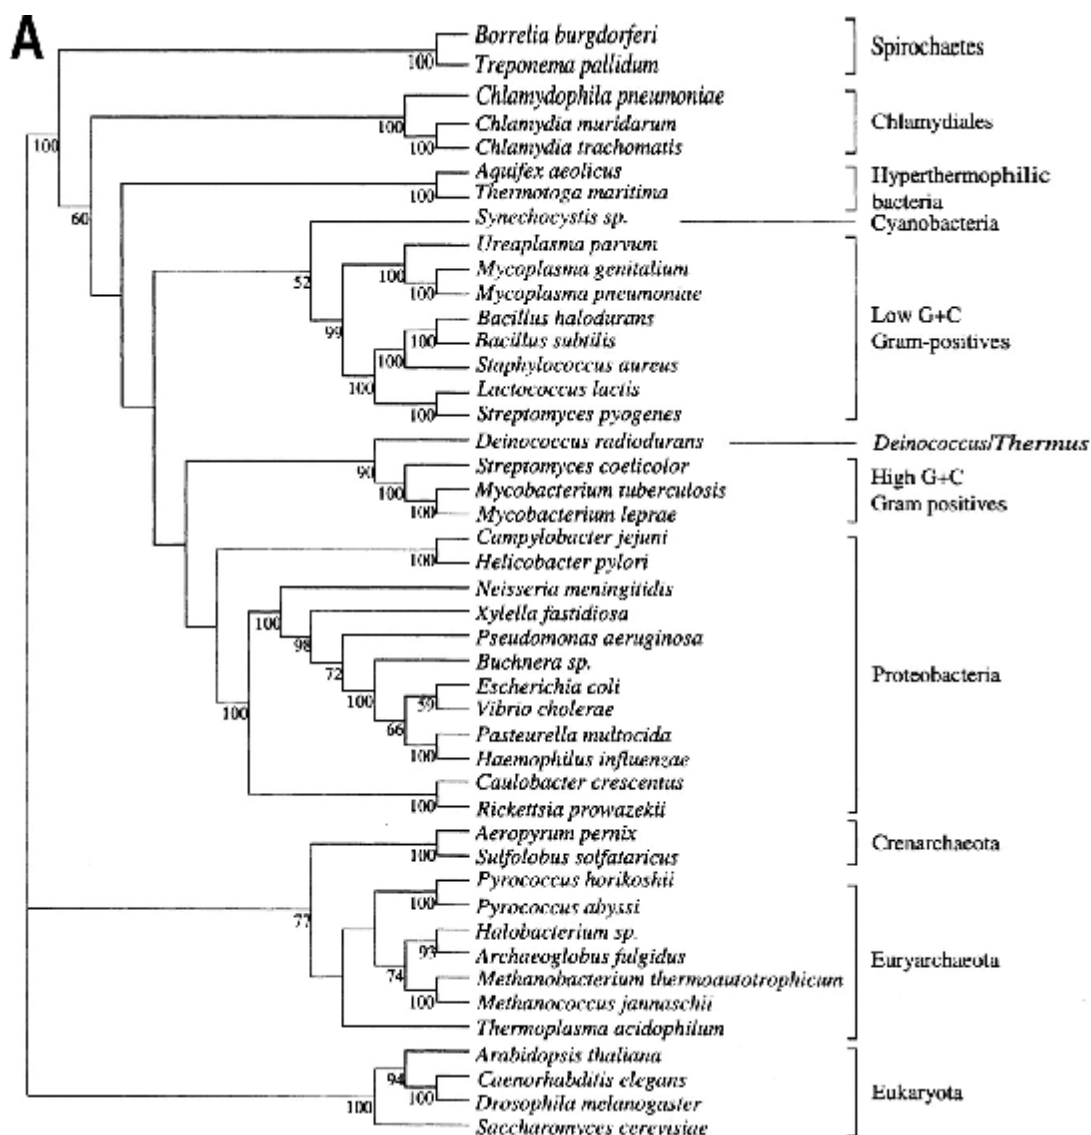 A
Borrelia burgdorferi
Treponema pallidum
100
Spirochaetes
Chlamydophila pneumoniae
Chlamydia muridarum
100
Chlamydia trachomatis
100
Chlamydiales
100
Aquifex aeolicus
Thermotoga maritima
100
Hyperthermophilic
bacteria
60
Synechocystis sp.
Cyanobacteria
Ureaplasma parvum
100
Mycoplasma genitalium
Mycoplasma pneumoniae
100
52
Bacillus halodurans
Bacillus subtilis
100
99
Staphylococcus aureus
100
100
Lactococcus lactis
Streptomyces pyogenes
100
Low G+C
Gram-positives
Deinococcus radiodurans
Deinococcus/Thermus
90
Streptomyces coelicolor
100
Mycobacterium tuberculosis
Mycobacterium leprae
100
High G+C
Gram positives
Campylobacter jejuni
Helicobacter pylori
100
Neisseria meningitidis
100
Xylella fastidiosa
98
Pseudomonas aeruginosa
72
Buchnera sp.
100
Escherichia coli
59
Vibrio cholerae
66
Pasteurella multocida
100
Haemophilus influenzae
100
Caulobacter crescentus
100
Rickettsia prowazekii
Proteobacteria
Aeropyrum pernix
100
Sulfolobus solfataricus
Crenarchaeota
Pyrococcus horikoshii
100
Pyrococcus abyssi
77
Halobacterium sp.
93
Archaeoglobus fulgidus
74
Methanobacterium thermoautotrophicum
100
Methanococcus jannaschii
Thermoplasma acidophilum
Euryarchaeota
Arabidopsis thaliana
94
Caenorhabditis elegans
100
Drosophila melanogaster
100
Saccharomyces cerevisiae
Eukaryota